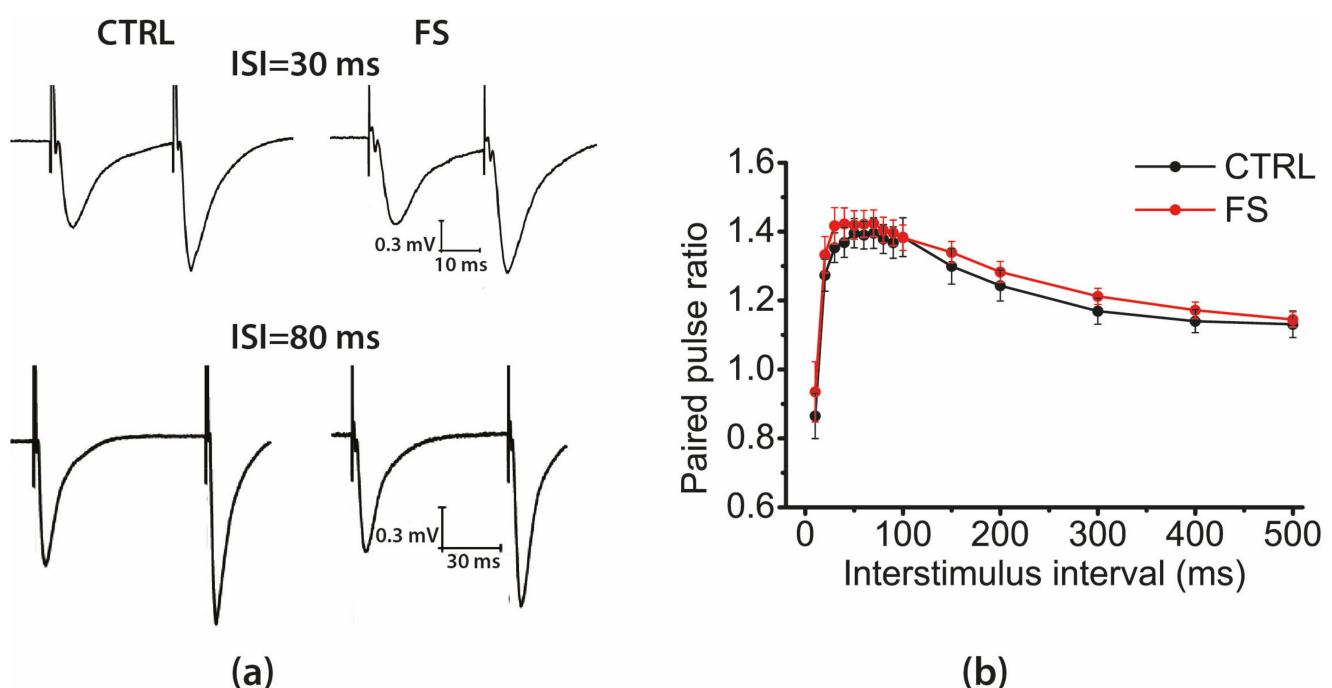 CTRL
FS
ISI=30 ms
0.3 mV
10 ms
ISI=80 ms
0.3 mV
30 ms
(a)
CTRL
FS
Paired pulse ratio
1.6
1.4
1.2
1.0
0.8
0.6
0 100 200 300 400 500
Interstimulus interval (ms)
(b)